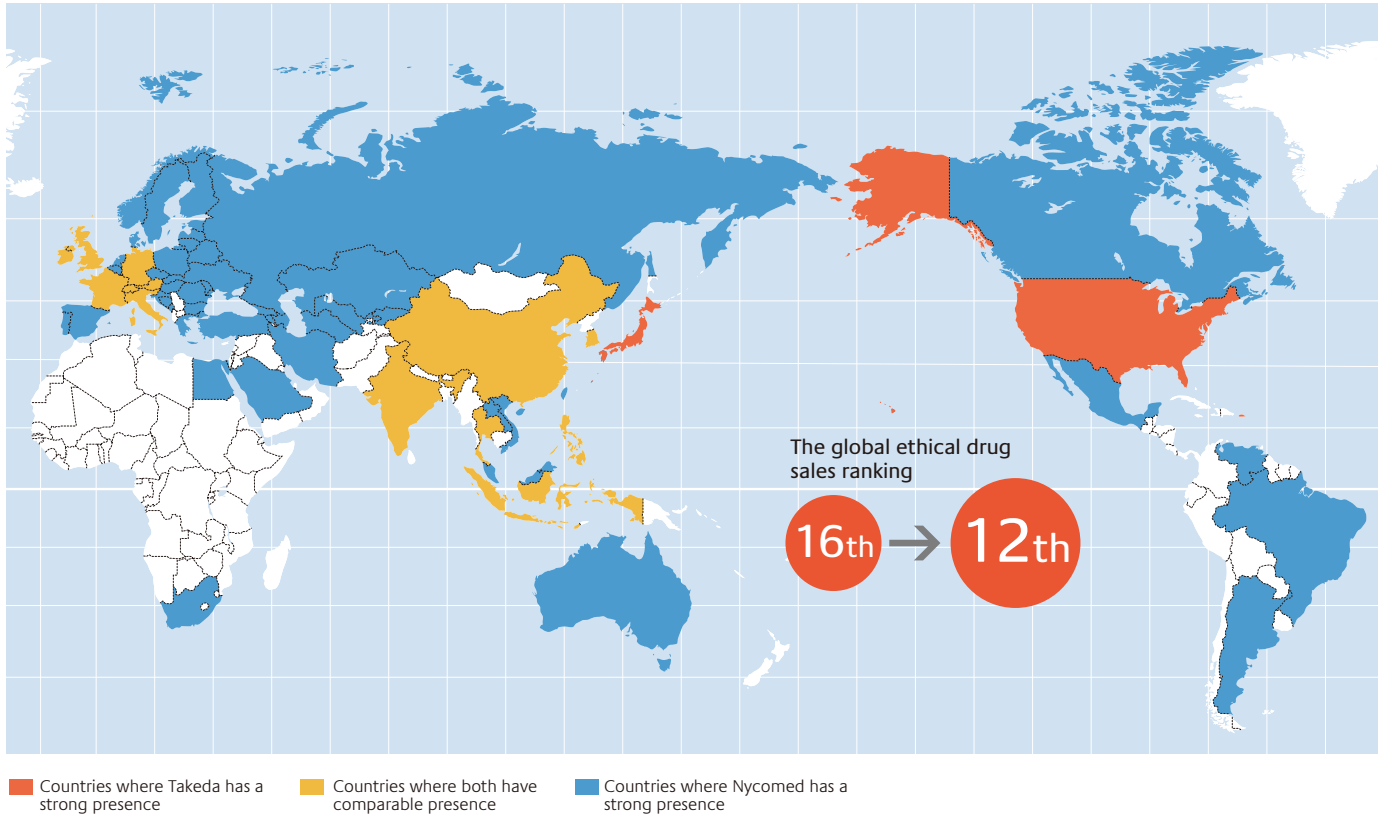 The global ethical drug
sales ranking
16th
12th
Countries where Takeda has a
strong presence
Countries where both have
comparable presence
Countries where Nycomed has a
strong presence